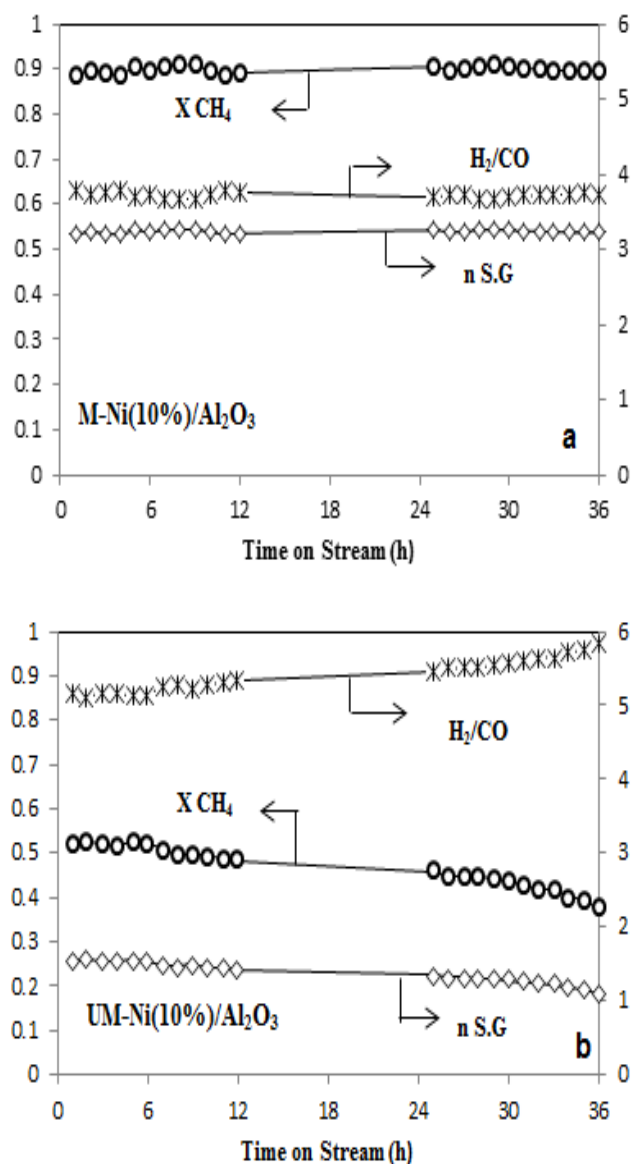 1
0.9
0.8
0.7
0.6
0.5
0.4
0.3
0.2
0.1
0
6
5
4
3
2
1
0
X CH₄
H₂/CO
n S.G
M-Ni(10%)/Al₂O₃
a
0 6 12 18 24 30 36
Time on Stream (h)
1
0.9
0.8
0.7
0.6
0.5
0.4
0.3
0.2
0.1
0
6
5
4
3
2
1
0
H₂/CO
X CH₄
n S.G
UM-Ni(10%)/Al₂O₃
b
0 6 12 18 24 30 36
Time on Stream (h)